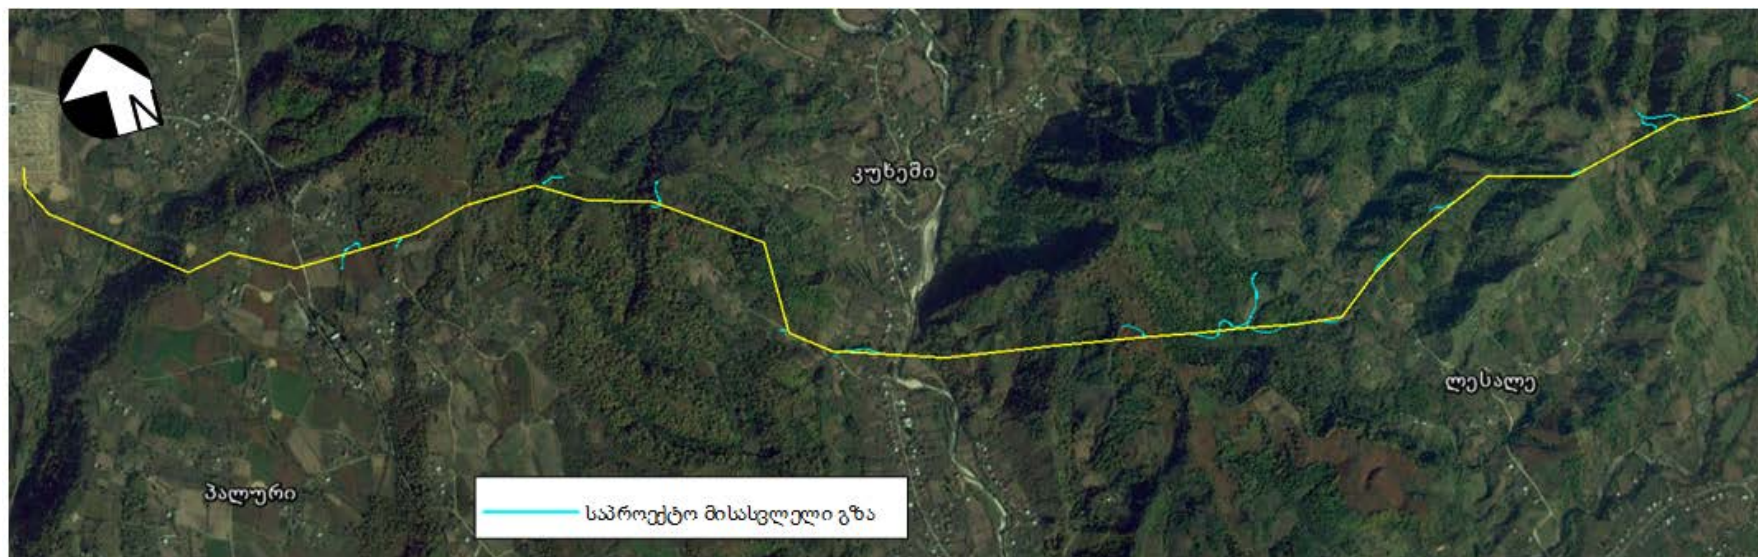 N
კუხეში
ლესალე
პალური
საპროექტო მისასვლელი გზა